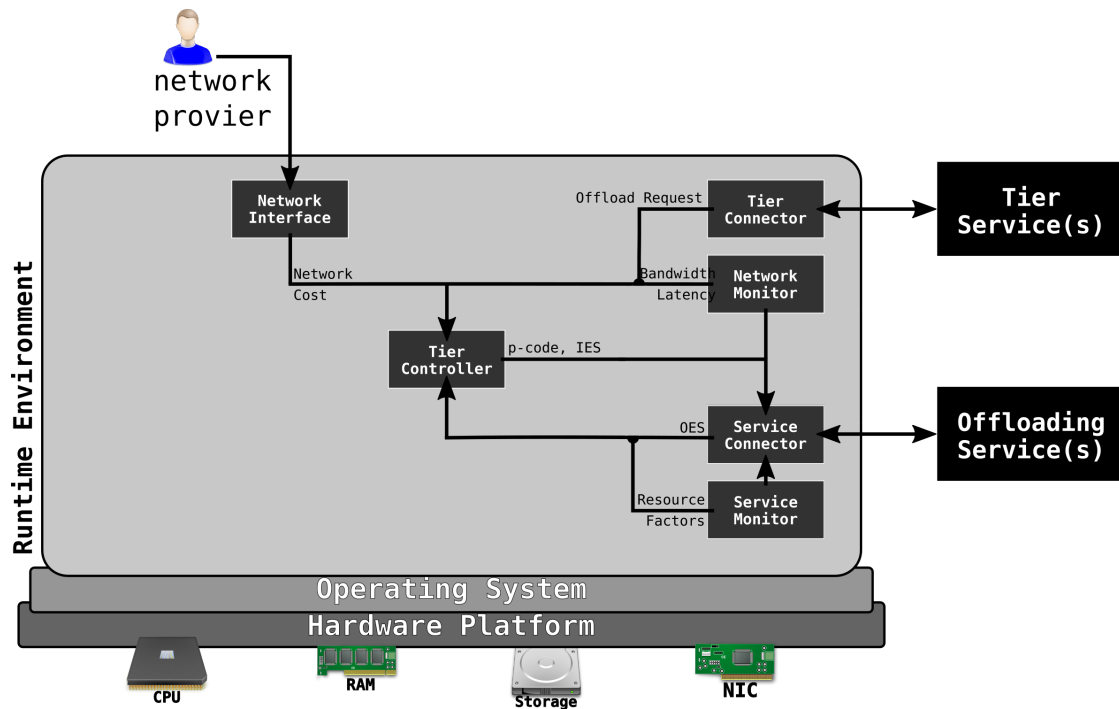 network
provier
Network
Interface
Offload Request
Tier
Connector
Tier
Service(s)
Network
Cost
Bandwidth
Latency
Network
Monitor
Tier
Controller
p-code, IES
OES
Service
Connector
Offloading
Service(s)
Resource
Factors
Service
Monitor
Runtime Environment
Operating System
Hardware Platform
CPU
RAM
Storage
NIC